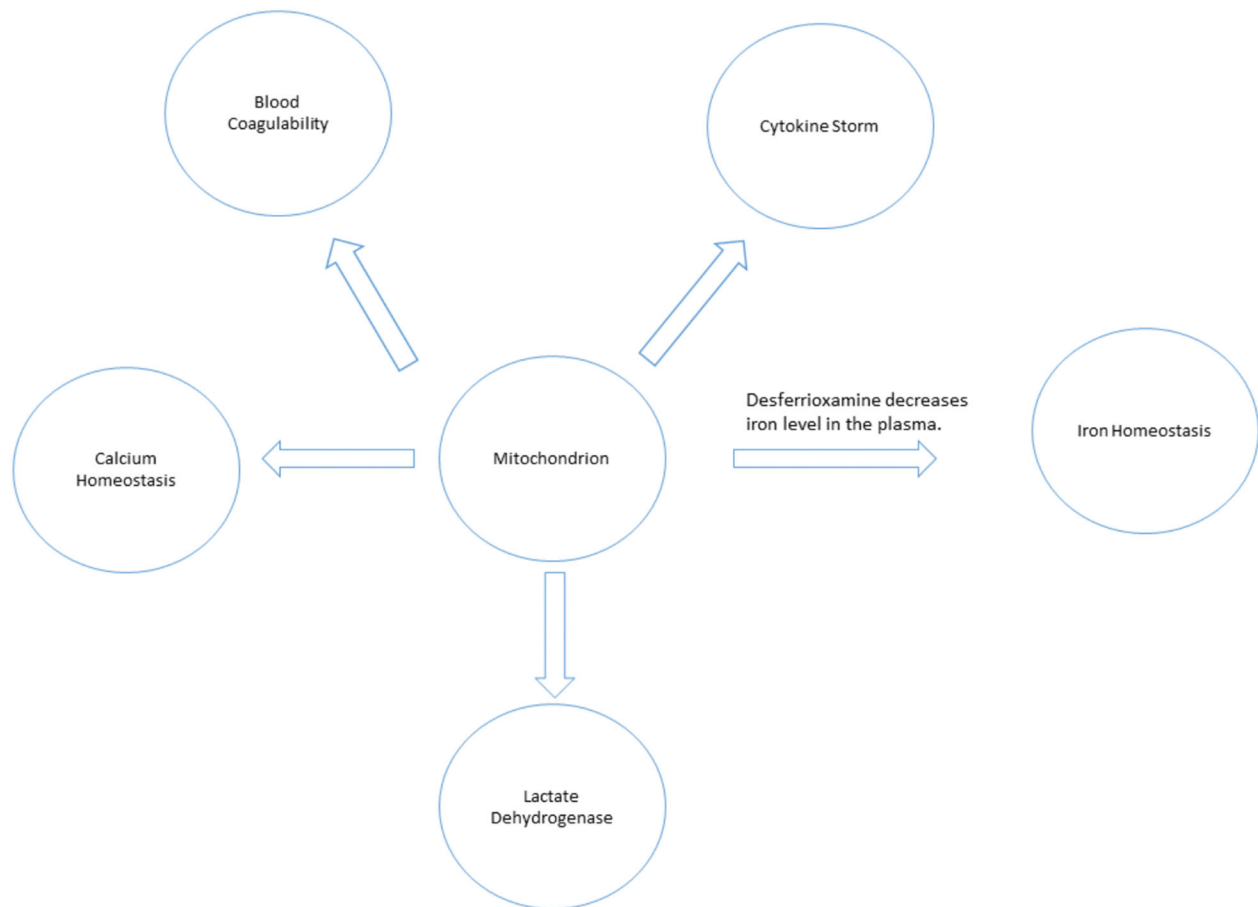 Blood
Coagulability
Cytokine Storm
Desferrioxamine decreases
iron level in the plasma.
Iron Homeostasis
Calcium
Homeostasis
Mitochondrion
Lactate
Dehydrogenase